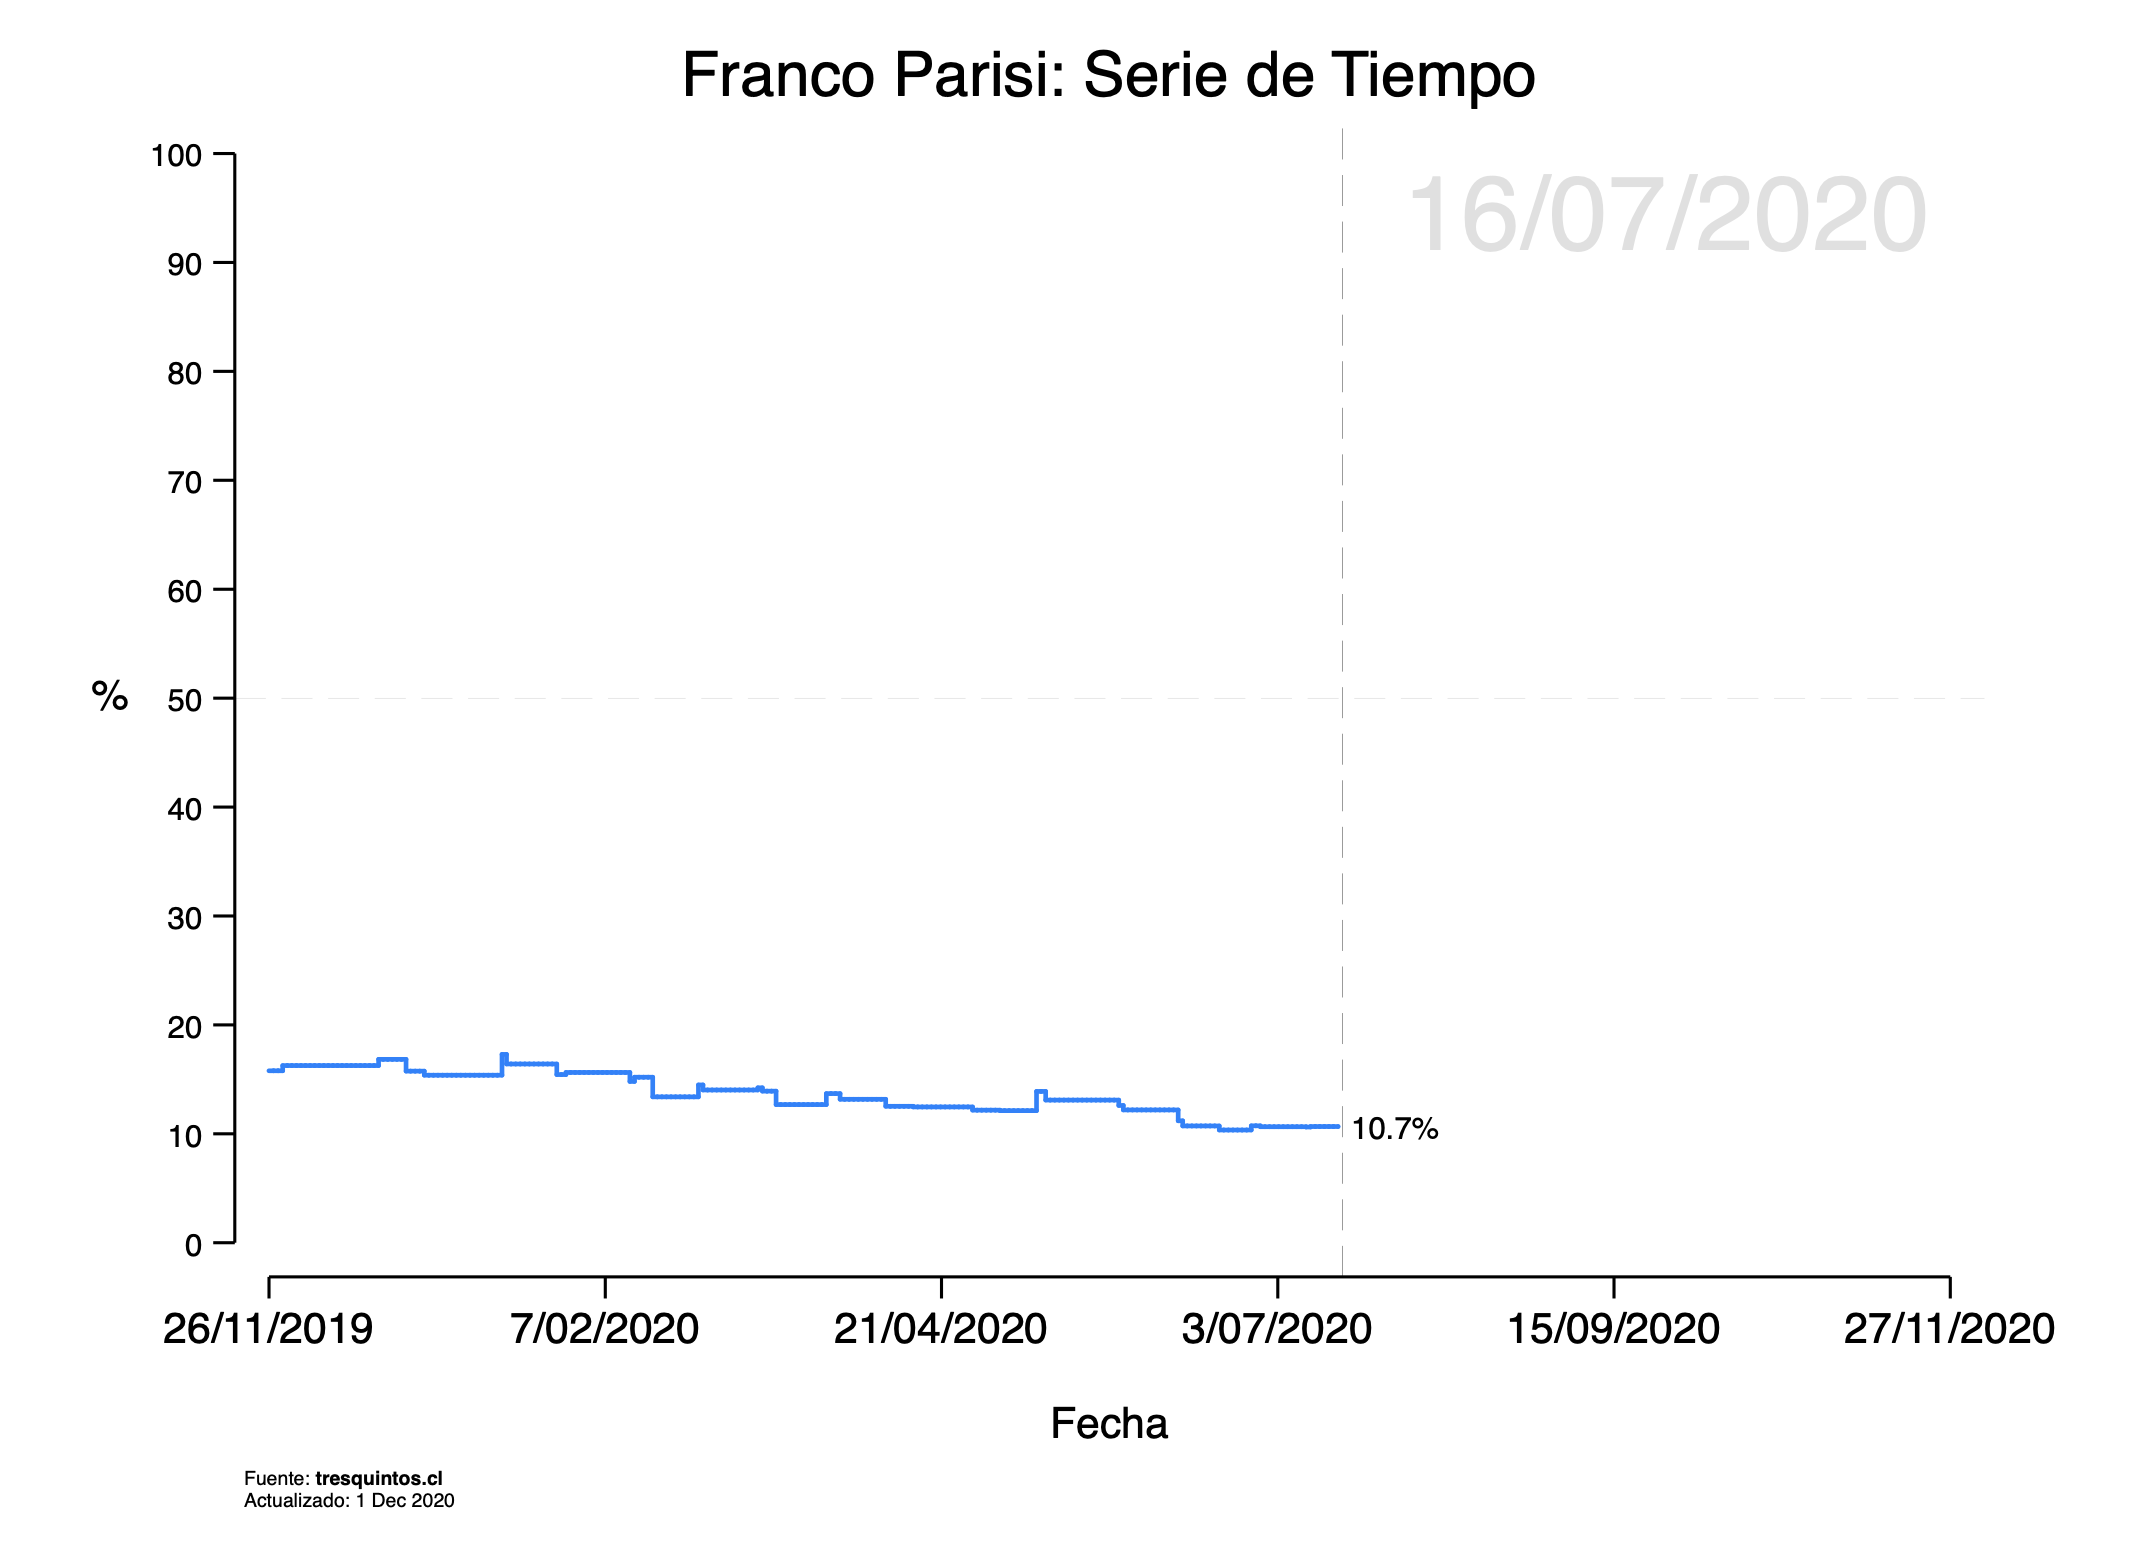 Franco Parisi: Serie de Tiempo
16/07/2020
100
90
80
70
60
50
40
30
20
10
0
%
10.7%
26/11/2019 7/02/2020 21/04/2020 3/07/2020 15/09/2020 27/11/2020
Fecha
Fuente: tresquintos.cl
Actualizado: 1 Dec 2020